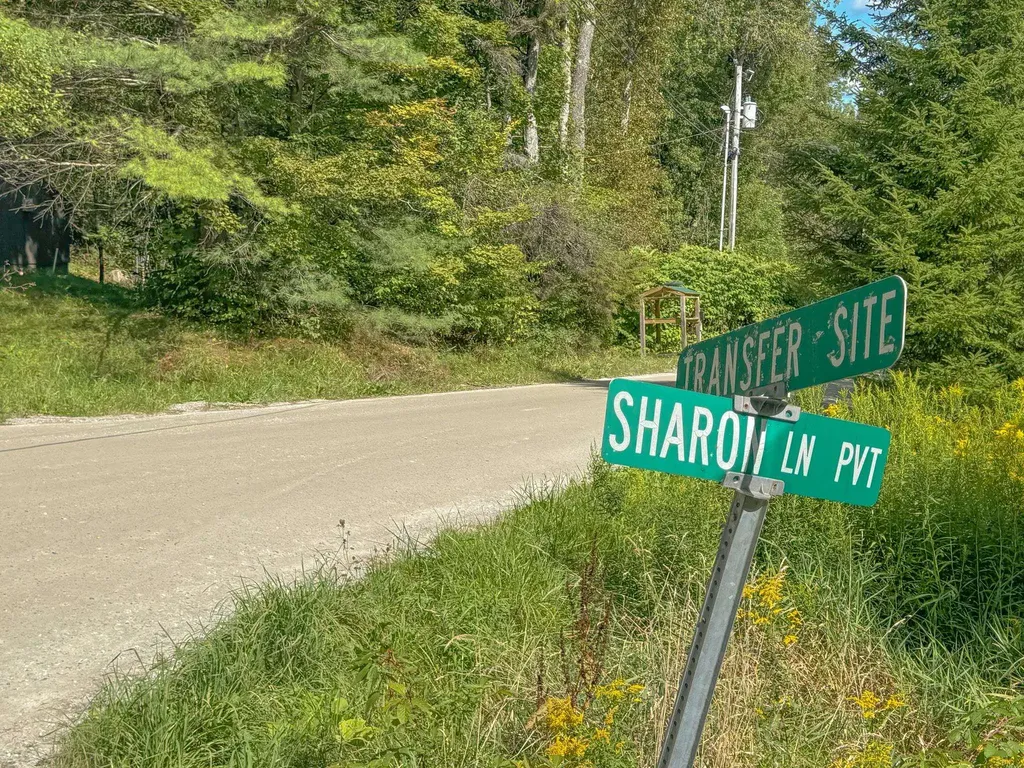 TRANSFER SITE
SHARON LN PVT